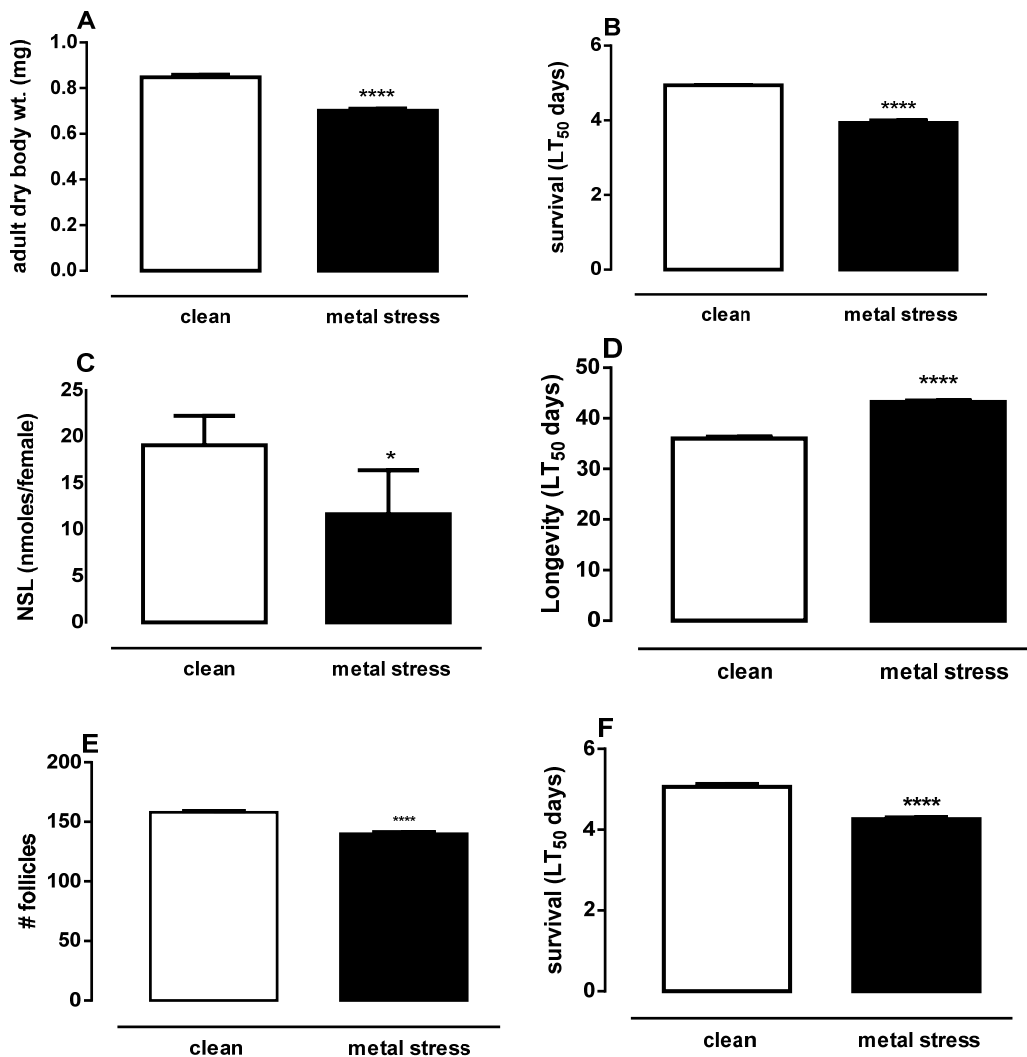 A
adult dry body wt. (mg)
1.0
0.8
0.6
0.4
0.2
0.0
****
clean metal stress
B
survival (LT50 days)
6
4
2
0
****
clean metal stress
C
NSL (nmoles/female)
25
20
15
10
5
0
*
clean metal stress
D
Longevity (LT50 days)
50
40
30
20
10
0
****
clean metal stress
E
# follicles
200
150
100
50
0
****
clean metal stress
F
survival (LT50 days)
6
4
2
0
****
clean metal stress